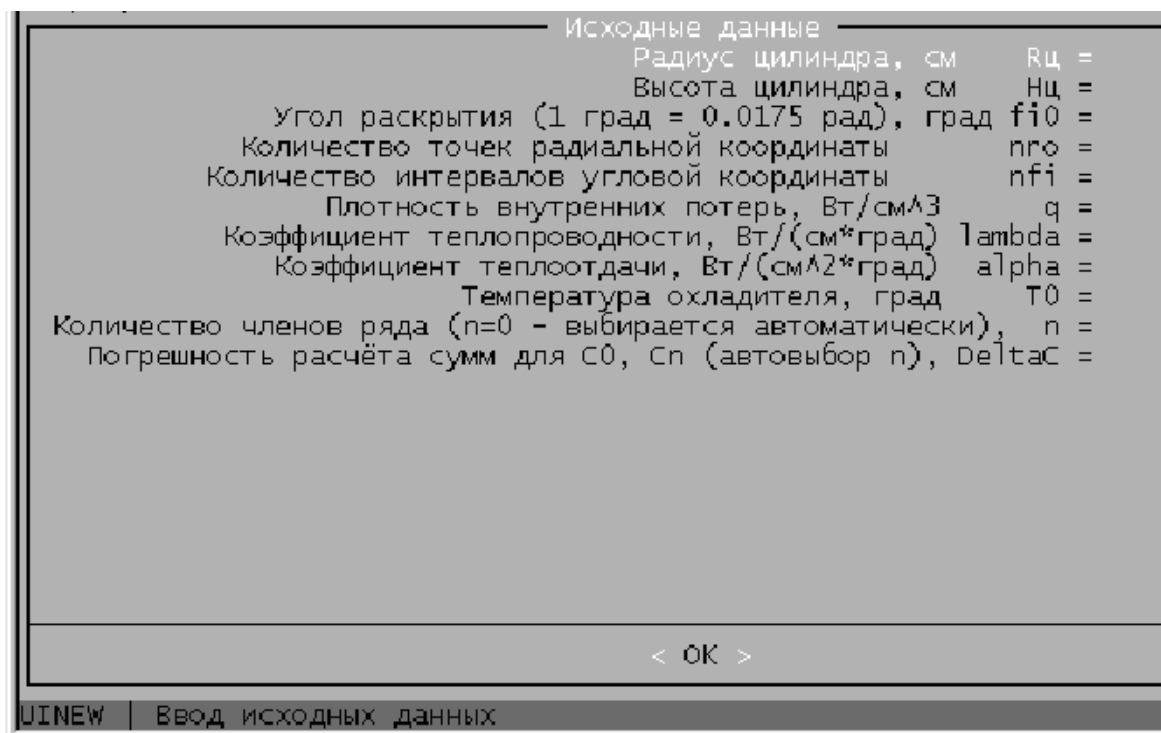 Исходные данные
Радиус цилиндра, см Rц =
Высота цилиндра, см Hц =
Угол раскрытия (1 град = 0.0175 рад), град fi0 =
Количество точек радиальной координаты nro =
Количество интервалов угловой координаты nfi =
Плотность внутренних потерь, Вт/см^3 q =
Коэффициент теплопроводности, Вт/(см*град) lambda =
Коэффициент теплоотдачи, Вт/(см^2*град) alpha =
Температура охладителя, град T0 =
Количество членов ряда (n=0 - выбирается автоматически), n =
Погрешность расчёта сумм для C0, Cn (автовыбор n), DeltaC =
< OK >
UINEW | Ввод исходных данных